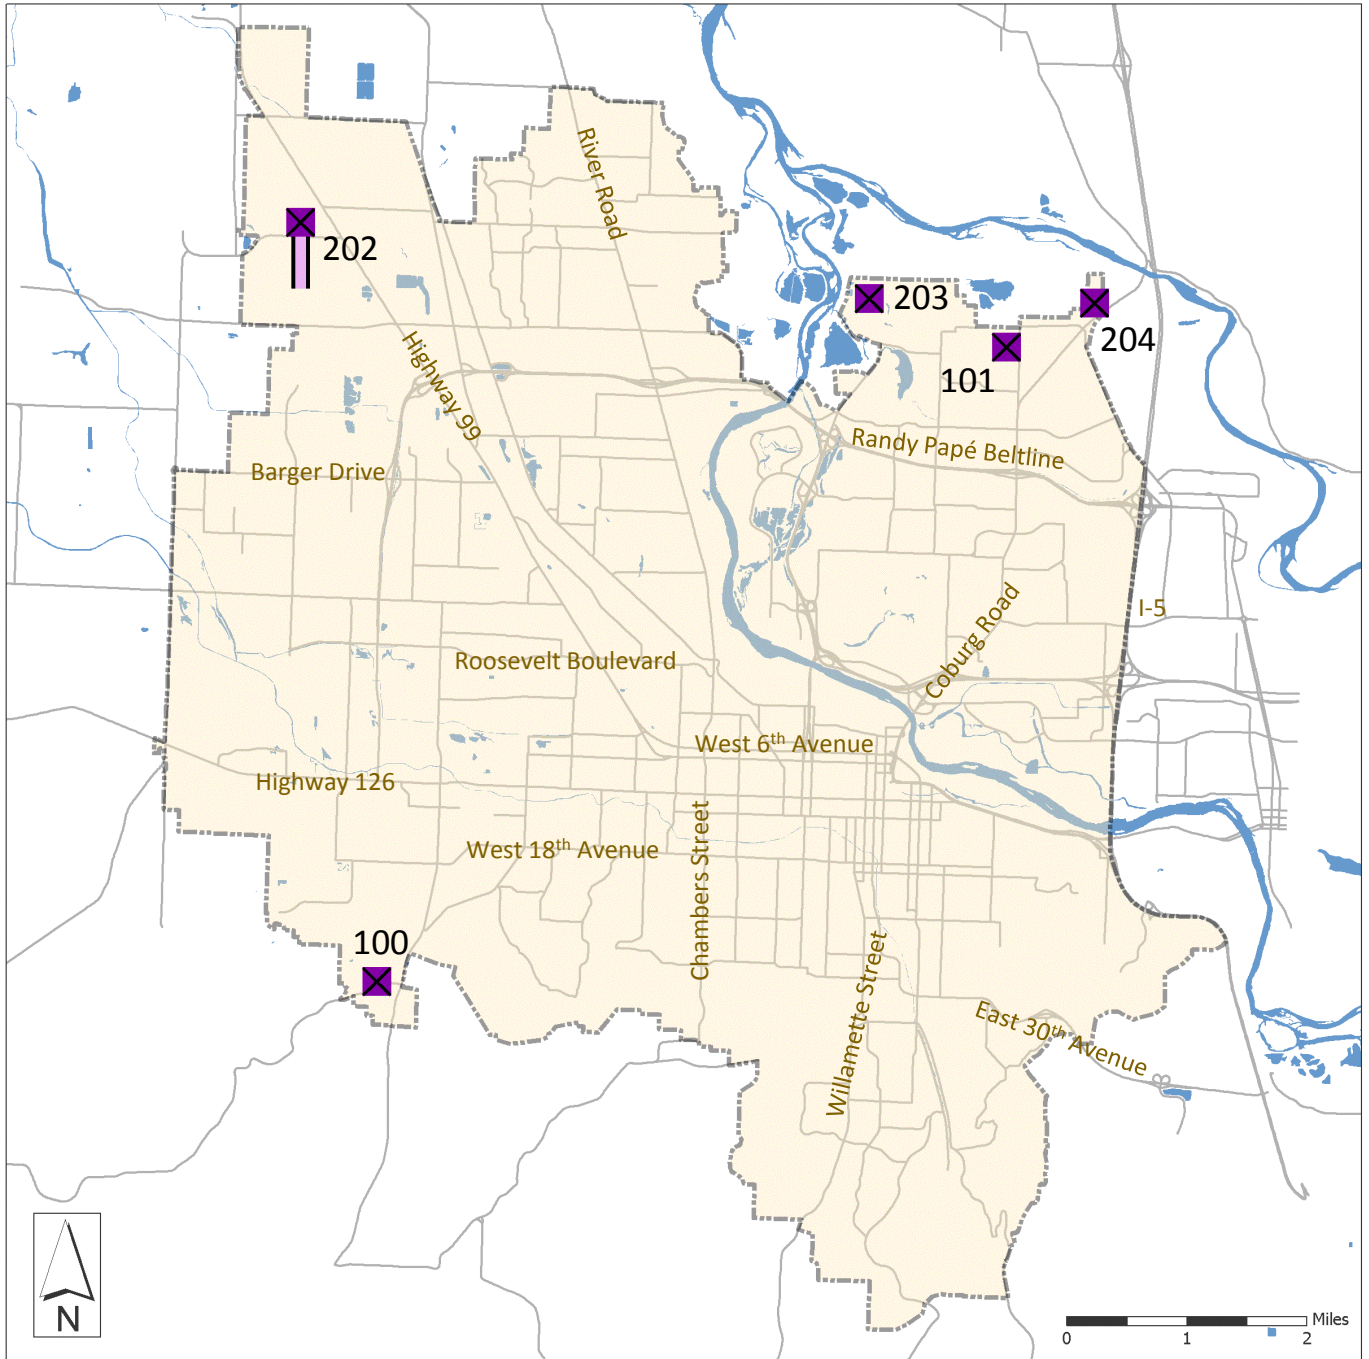 River Road
202
203
204
101
Highway 99
Randy Papé Beltline
Barger Drive
I-5
Coburg Road
Roosevelt Boulevard
West 6th Avenue
Highway 126
Chambers Street
West 18th Avenue
100
Willamette Street
East 30th Avenue
N
Miles
0 1 2